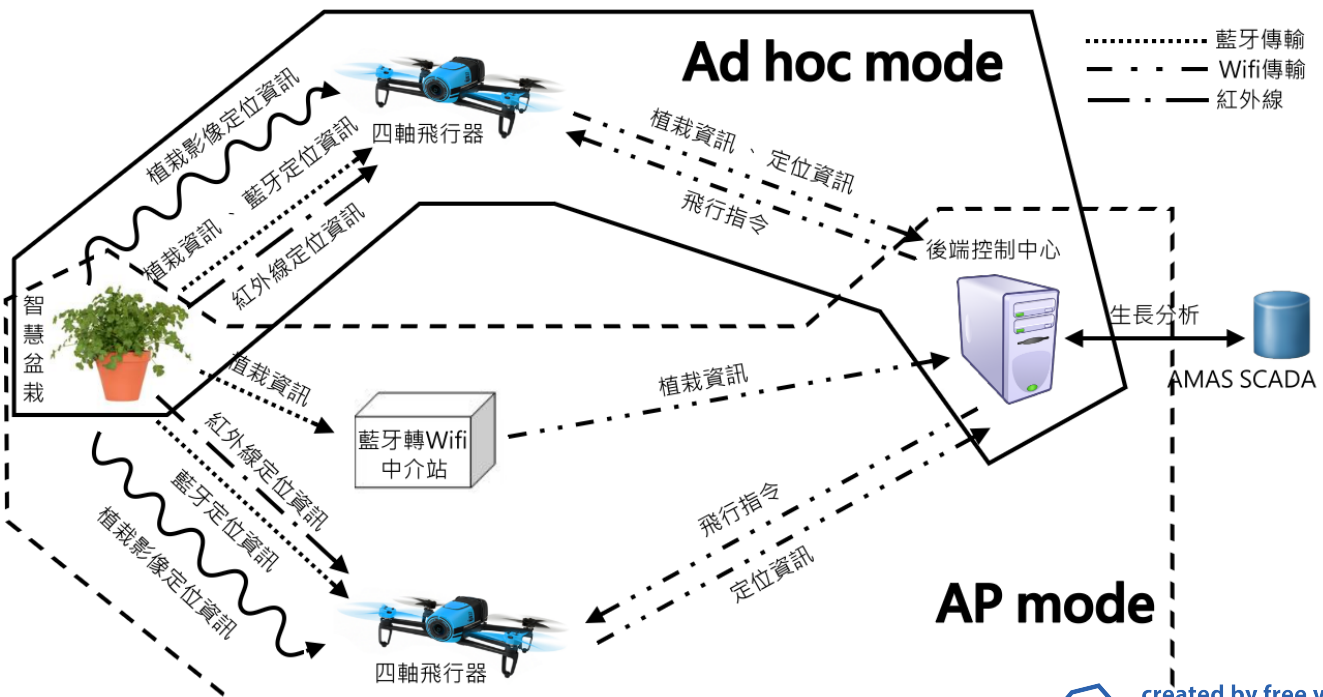 Ad hoc mode
藍牙傳輸
Wifi傳輸
紅外線
植栽影像定位資訊
四軸飛行器
植栽資訊、藍牙定位資訊
紅外線定位資訊
植栽資訊、定位資訊
飛行指令
後端控制中心
智慧盆栽
生長分析
AMAS SCADA
植栽資訊
藍牙轉Wifi
中介站
植栽資訊
紅外線定位資訊
藍牙定位資訊
植栽影像定位資訊
飛行指令
定位資訊
AP mode
四軸飛行器
created by free v